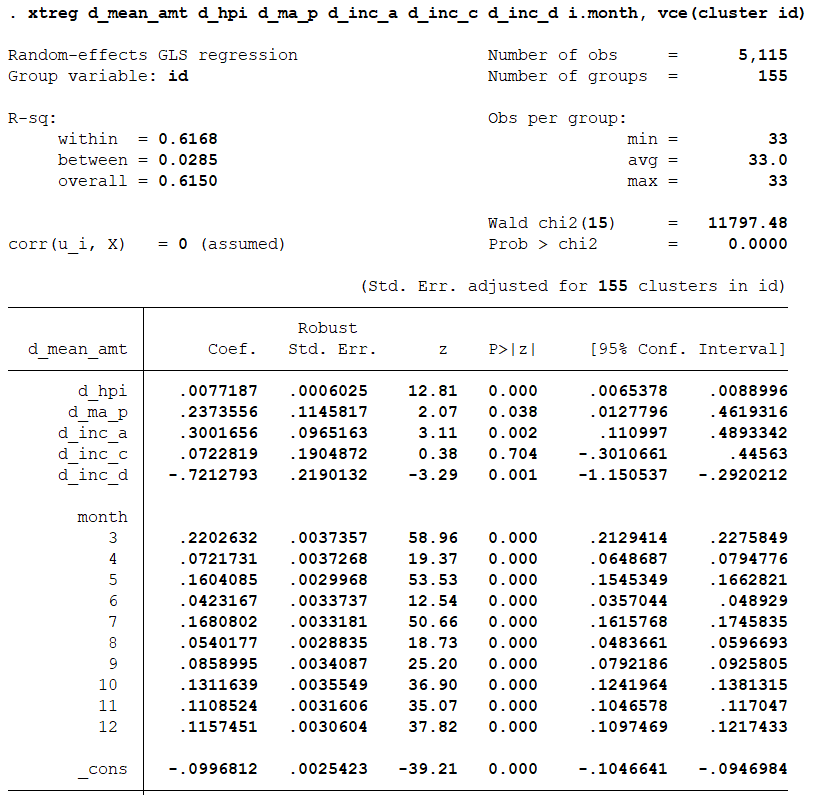 . xtreg d_mean_amt d_hpi d_ma_p d_inc_a d_inc_c d_inc_d i.month, vce(cluster id)
Random-effects GLS regression Number of obs = 5,115
Group variable: id Number of groups = 155
R-sq: Obs per group:
within = 0.6168 min = 33
between = 0.0285 avg = 33.0
overall = 0.6150 max = 33
Wald chi2(15) = 11797.48
corr(u_i, X) = 0 (assumed) Prob > chi2 = 0.0000
(Std. Err. adjusted for 155 clusters in id)
Robust
d_mean_amt Coef. Std. Err. z P>|z| [95% Conf. Interval]
d_hpi .0077187 .0006025 12.81 0.000 .0065378 .0088996
d_ma_p .2373556 .1145817 2.07 0.038 .0127796 .4619316
d_inc_a .3001656 .0965163 3.11 0.002 .110997 .4893342
d_inc_c .0722819 .1904872 0.38 0.704 -.3010661 .44563
d_inc_d -.7212793 .2190132 -3.29 0.001 -1.150537 -.2920212
month
3 .2202632 .0037357 58.96 0.000 .2129414 .2275849
4 .0721731 .0037268 19.37 0.000 .0648687 .0794776
5 .1604085 .0029968 53.53 0.000 .1545349 .1662821
6 .0423167 .0033737 12.54 0.000 .0357044 .048929
7 .1680802 .0033181 50.66 0.000 .1615768 .1745835
8 .0540177 .0028835 18.73 0.000 .0483661 .0596693
9 .0858995 .0034087 25.20 0.000 .0792186 .0925805
10 .1311639 .0035549 36.90 0.000 .1241964 .1381315
11 .1108524 .0031606 35.07 0.000 .1046578 .117047
12 .1157451 .0030604 37.82 0.000 .1097469 .1217433
_cons -.0996812 .0025423 -39.21 0.000 -.1046641 -.0946984